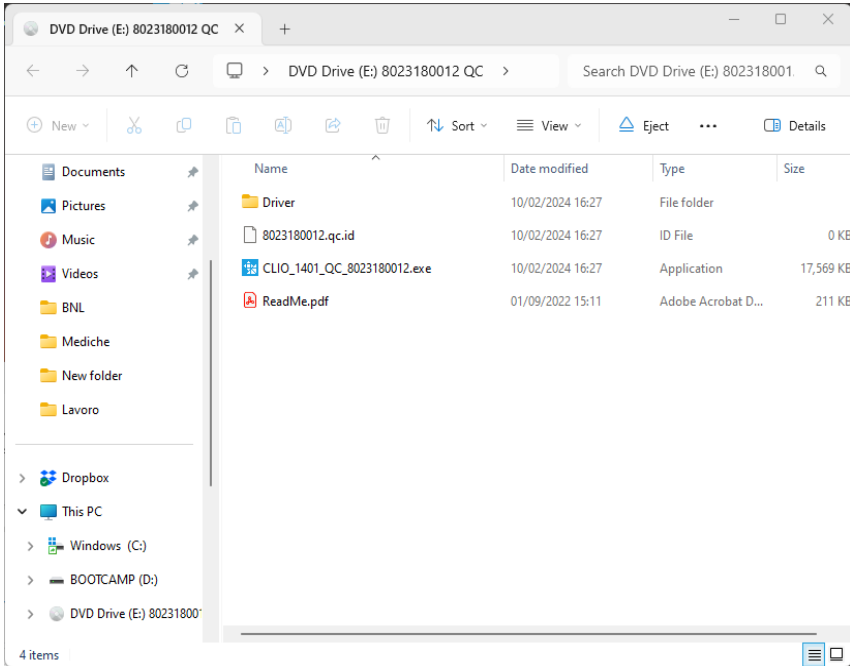 DVD Drive (E:) 8023180012 QC
DVD Drive (E:) 8023180012 QC
Search DVD Drive (E:) 802318001
New
Sort
View
Eject
Details
Name Date modified Type Size
Documents
Pictures
Music
Videos
BNL
Mediche
New folder
Lavoro
Dropbox
This PC
Windows (C:)
BOOTCAMP (D:)
DVD Drive (E:) 80231800
Driver 10/02/2024 16:27 File folder
8023180012.qc.id 10/02/2024 16:27 ID File 0 KB
CLIO_1401_QC_8023180012.exe 10/02/2024 16:27 Application 17,569 KB
ReadMe.pdf 01/09/2022 15:11 Adobe Acrobat D... 211 KB
4 items